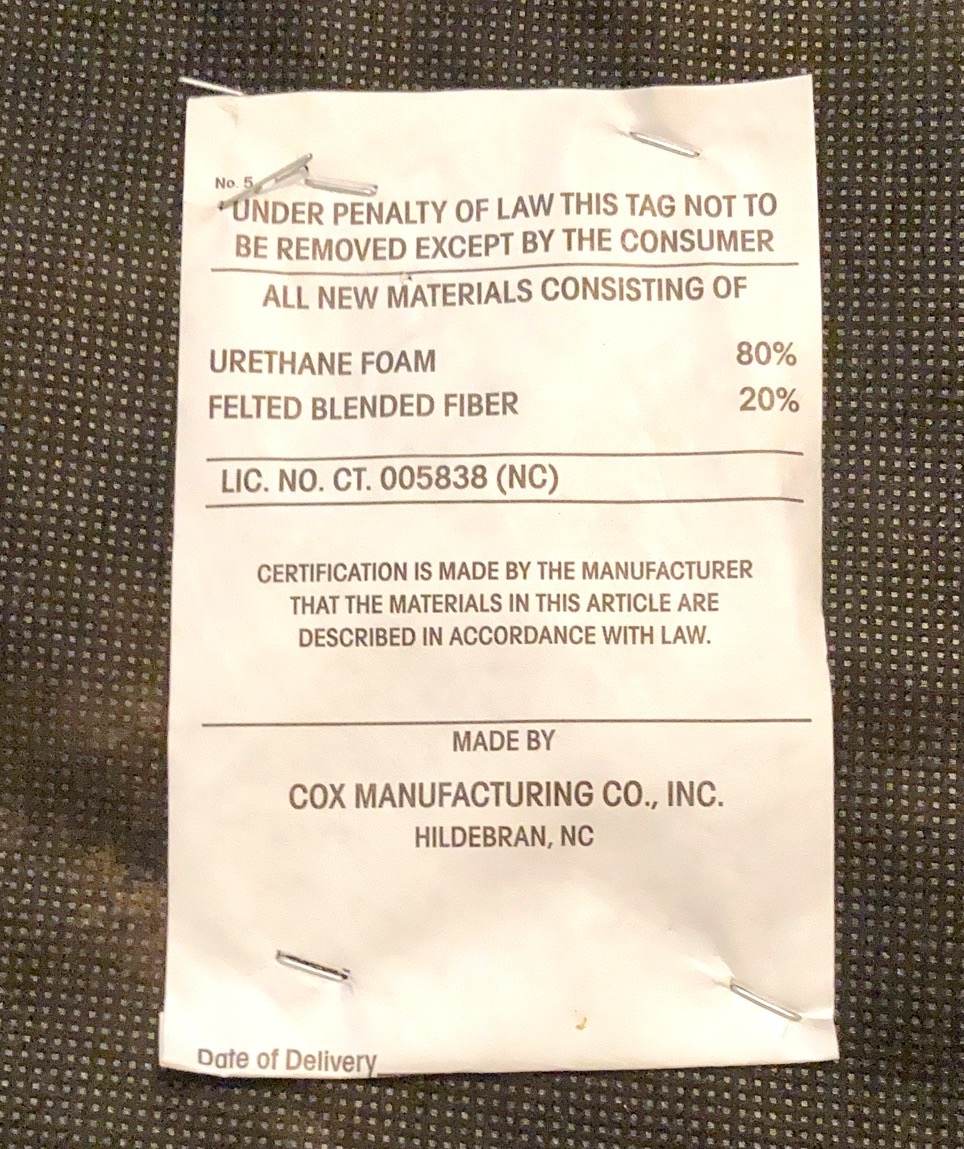 No. 5
UNDER PENALTY OF LAW THIS TAG NOT TO
BE REMOVED EXCEPT BY THE CONSUMER
ALL NEW MATERIALS CONSISTING OF
URETHANE FOAM 80%
FELTED BLENDED FIBER 20%
LIC. NO. CT. 005838 (NC)
CERTIFICATION IS MADE BY THE MANUFACTURER
THAT THE MATERIALS IN THIS ARTICLE ARE
DESCRIBED IN ACCORDANCE WITH LAW.
MADE BY
COX MANUFACTURING CO., INC.
HILDEBRAN, NC
Date of Delivery